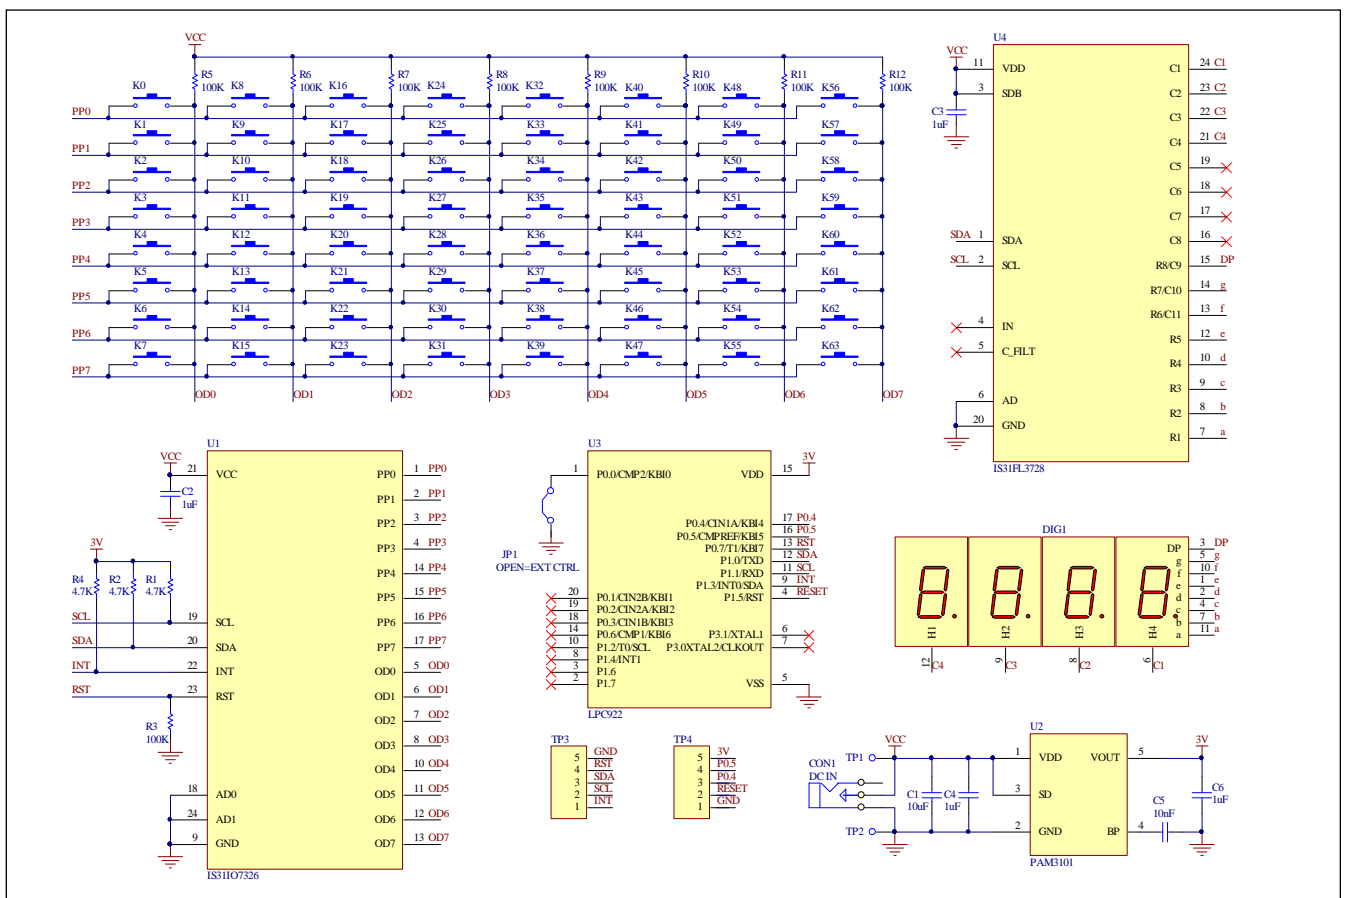 VCC
R5 100K
R6 100K
R7 100K
R8 100K
R9 100K
R10 100K
R11 100K
R12 100K
K0 K8 K16 K24 K32 K40 K48 K56
PP0
K1 K9 K17 K25 K33 K41 K49 K57
PP1
K2 K10 K18 K26 K34 K42 K50 K58
PP2
K3 K11 K19 K27 K35 K43 K51 K59
PP3
K4 K12 K20 K28 K36 K44 K52 K60
PP4
K5 K13 K21 K29 K37 K45 K53 K61
PP5
K6 K14 K22 K30 K38 K46 K54 K62
PP6
K7 K15 K23 K31 K39 K47 K55 K63
PP7
OD0 OD1 OD2 OD3 OD4 OD5 OD6 OD7
U4
VCC
C3
1uF
11 VDD
3 SDB
SDA 1 SDA
SCL 2 SCL
4 IN
5 C_FILT
6 AD
20 GND
C1 24 C1
C2 23 C2
C3 22 C3
C4 21 C4
C5 19
C6 18
C7 17
C8 16
R8/C9 15 DP
R7/C10 14 g
R6/C11 13 f
R5 12 e
R4 10 d
R3 9 c
R2 8 b
R1 7 a
IS31FL3728
U1
VCC
C2
1uF
3V
R4 4.7K
R2 4.7K
R1 4.7K
21 VCC
SCL 19 SCL
SDA 20 SDA
INT 22 INT
RST 23 RST
R3
100K
18 AD0
24 AD1
9 GND
PP0 1 PP0
PP1 2 PP1
PP2 3 PP2
PP3 4 PP3
PP4 14 PP4
PP5 15 PP5
PP6 16 PP6
PP7 17 PP7
OD0 5 OD0
OD1 6 OD1
OD2 7 OD2
OD3 8 OD3
OD4 10 OD4
OD5 11 OD5
OD6 12 OD6
OD7 13 OD7
IS31IO7326
U3
1 P0.0/CMP2/KBI0
JP1
OPEN=EXT CTRL
20 P0.1/CIN2B/KBI1
19 P0.2/CIN2A/KBI2
18 P0.3/CIN1B/KBI3
14 P0.6/CMP1/KBI6
10 P1.2/T0/SCL
8 P1.4/INT1
3 P1.6
2 P1.7
VDD 15 3V
P0.4/CIN1A/KBI4 17 P0.4
P0.5/CMPREF/KBI5 16 P0.5
P0.7/T1/KBI7 13 RST
P1.0/TXD 12 SDA
P1.1/RXD 11 SCL
P1.3/INT0/SDA 9 INT
P1.5/RST 4 RESET
P3.1/XTAL1 6
P3.0XTAL2/CLKOUT 7
VSS 5
LPC922
TP3
5 GND
4 RST
3 SDA
2 SCL
1 INT
TP4
5 3V
4 P0.5
3 P0.4
2 RESET
1 GND
DIG1
H1 H2 H3 H4
DP 3 DP
g 5 g
f 10 f
e 1 e
d 2 d
c 4 c
b 7 b
a 11 a
12 C4
9 C3
8 C2
6 C1
U2
TP1
VCC
CON1
DC IN
TP2
C1
10uF
C4
1uF
1 VDD
3 SD
2 GND
VOUT 5
BP 4
C5
10nF
3V
C6
1uF
PAM3101